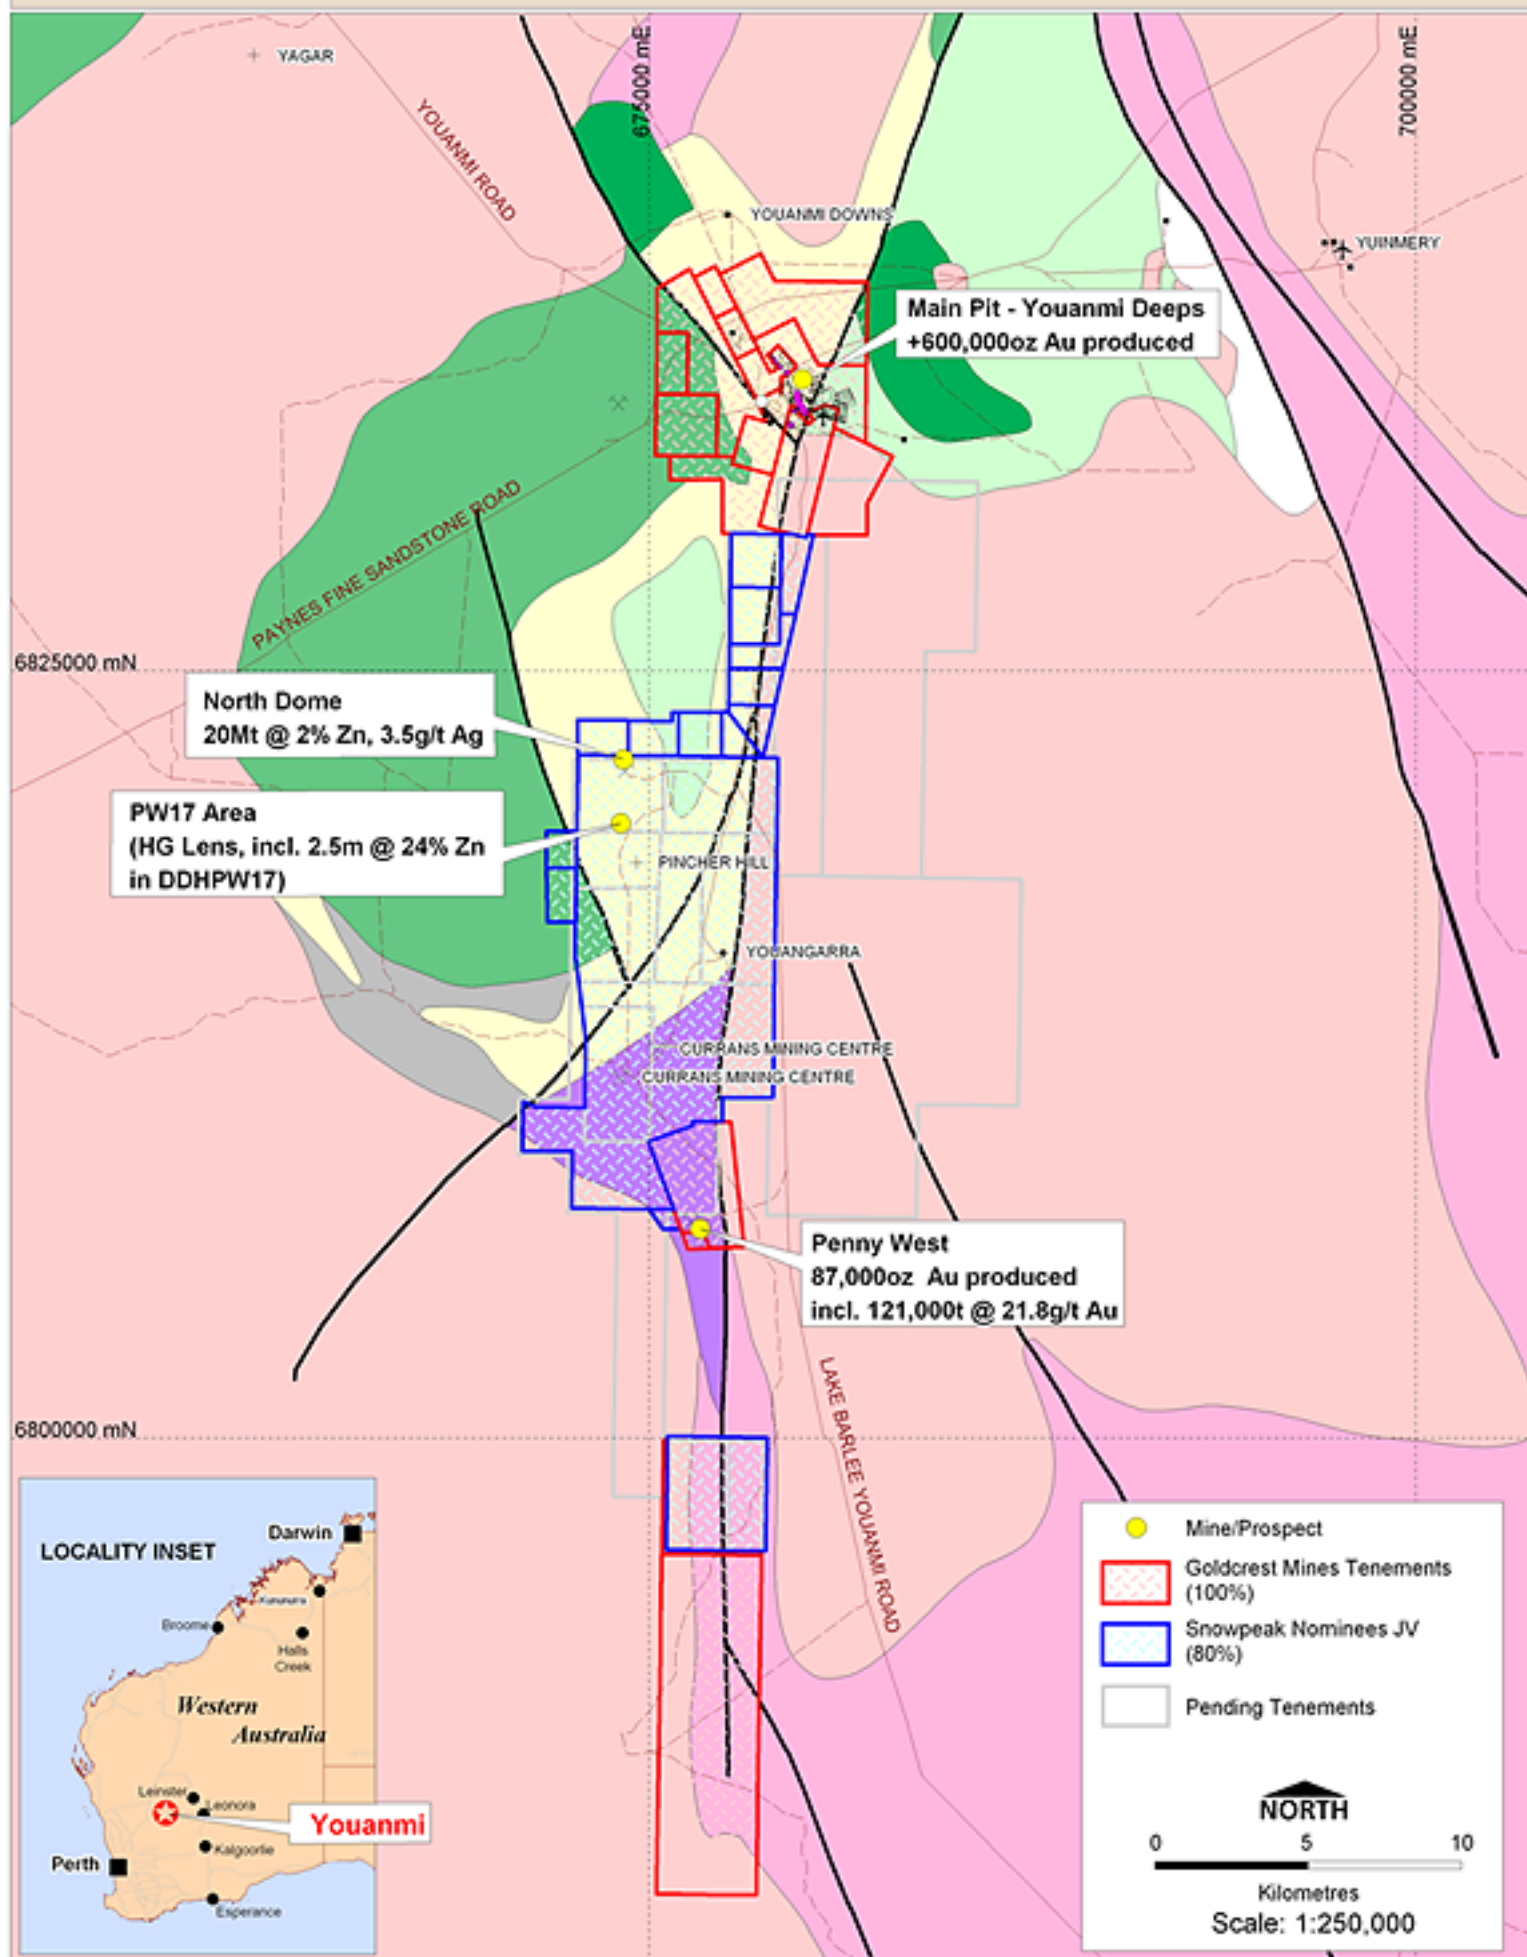 YAGAR
YOUANMI ROAD
675000 mE
700000 mE
YOUANMI DOWNS
YUINMERY
Main Pit - Youanmi Deeps
+600,000oz Au produced
PAYNES FINE SANDSTONE ROAD
6825000 mN
North Dome
20Mt @ 2% Zn, 3.5g/t Ag
PW17 Area
(HG Lens, incl. 2.5m @ 24% Zn
in DDHPW17)
PINCHER HILL
YOUANGARRA
CURRANS MINING CENTRE
CURRANS MINING CENTRE
Penny West
87,000oz Au produced
incl. 121,000t @ 21.8g/t Au
LAKE BARLEE YOUANMI ROAD
6800000 mN
LOCALITY INSET
Darwin
Kununurra
Broome
Halls
Creek
Western
Australia
Leinster
Leonora
Youanmi
Kalgoorlie
Perth
Esperance
Mine/Prospect
Goldcrest Mines Tenements
(100%)
Snowpeak Nominees JV
(80%)
Pending Tenements
NORTH
0 5 10
Kilometres
Scale: 1:250,000